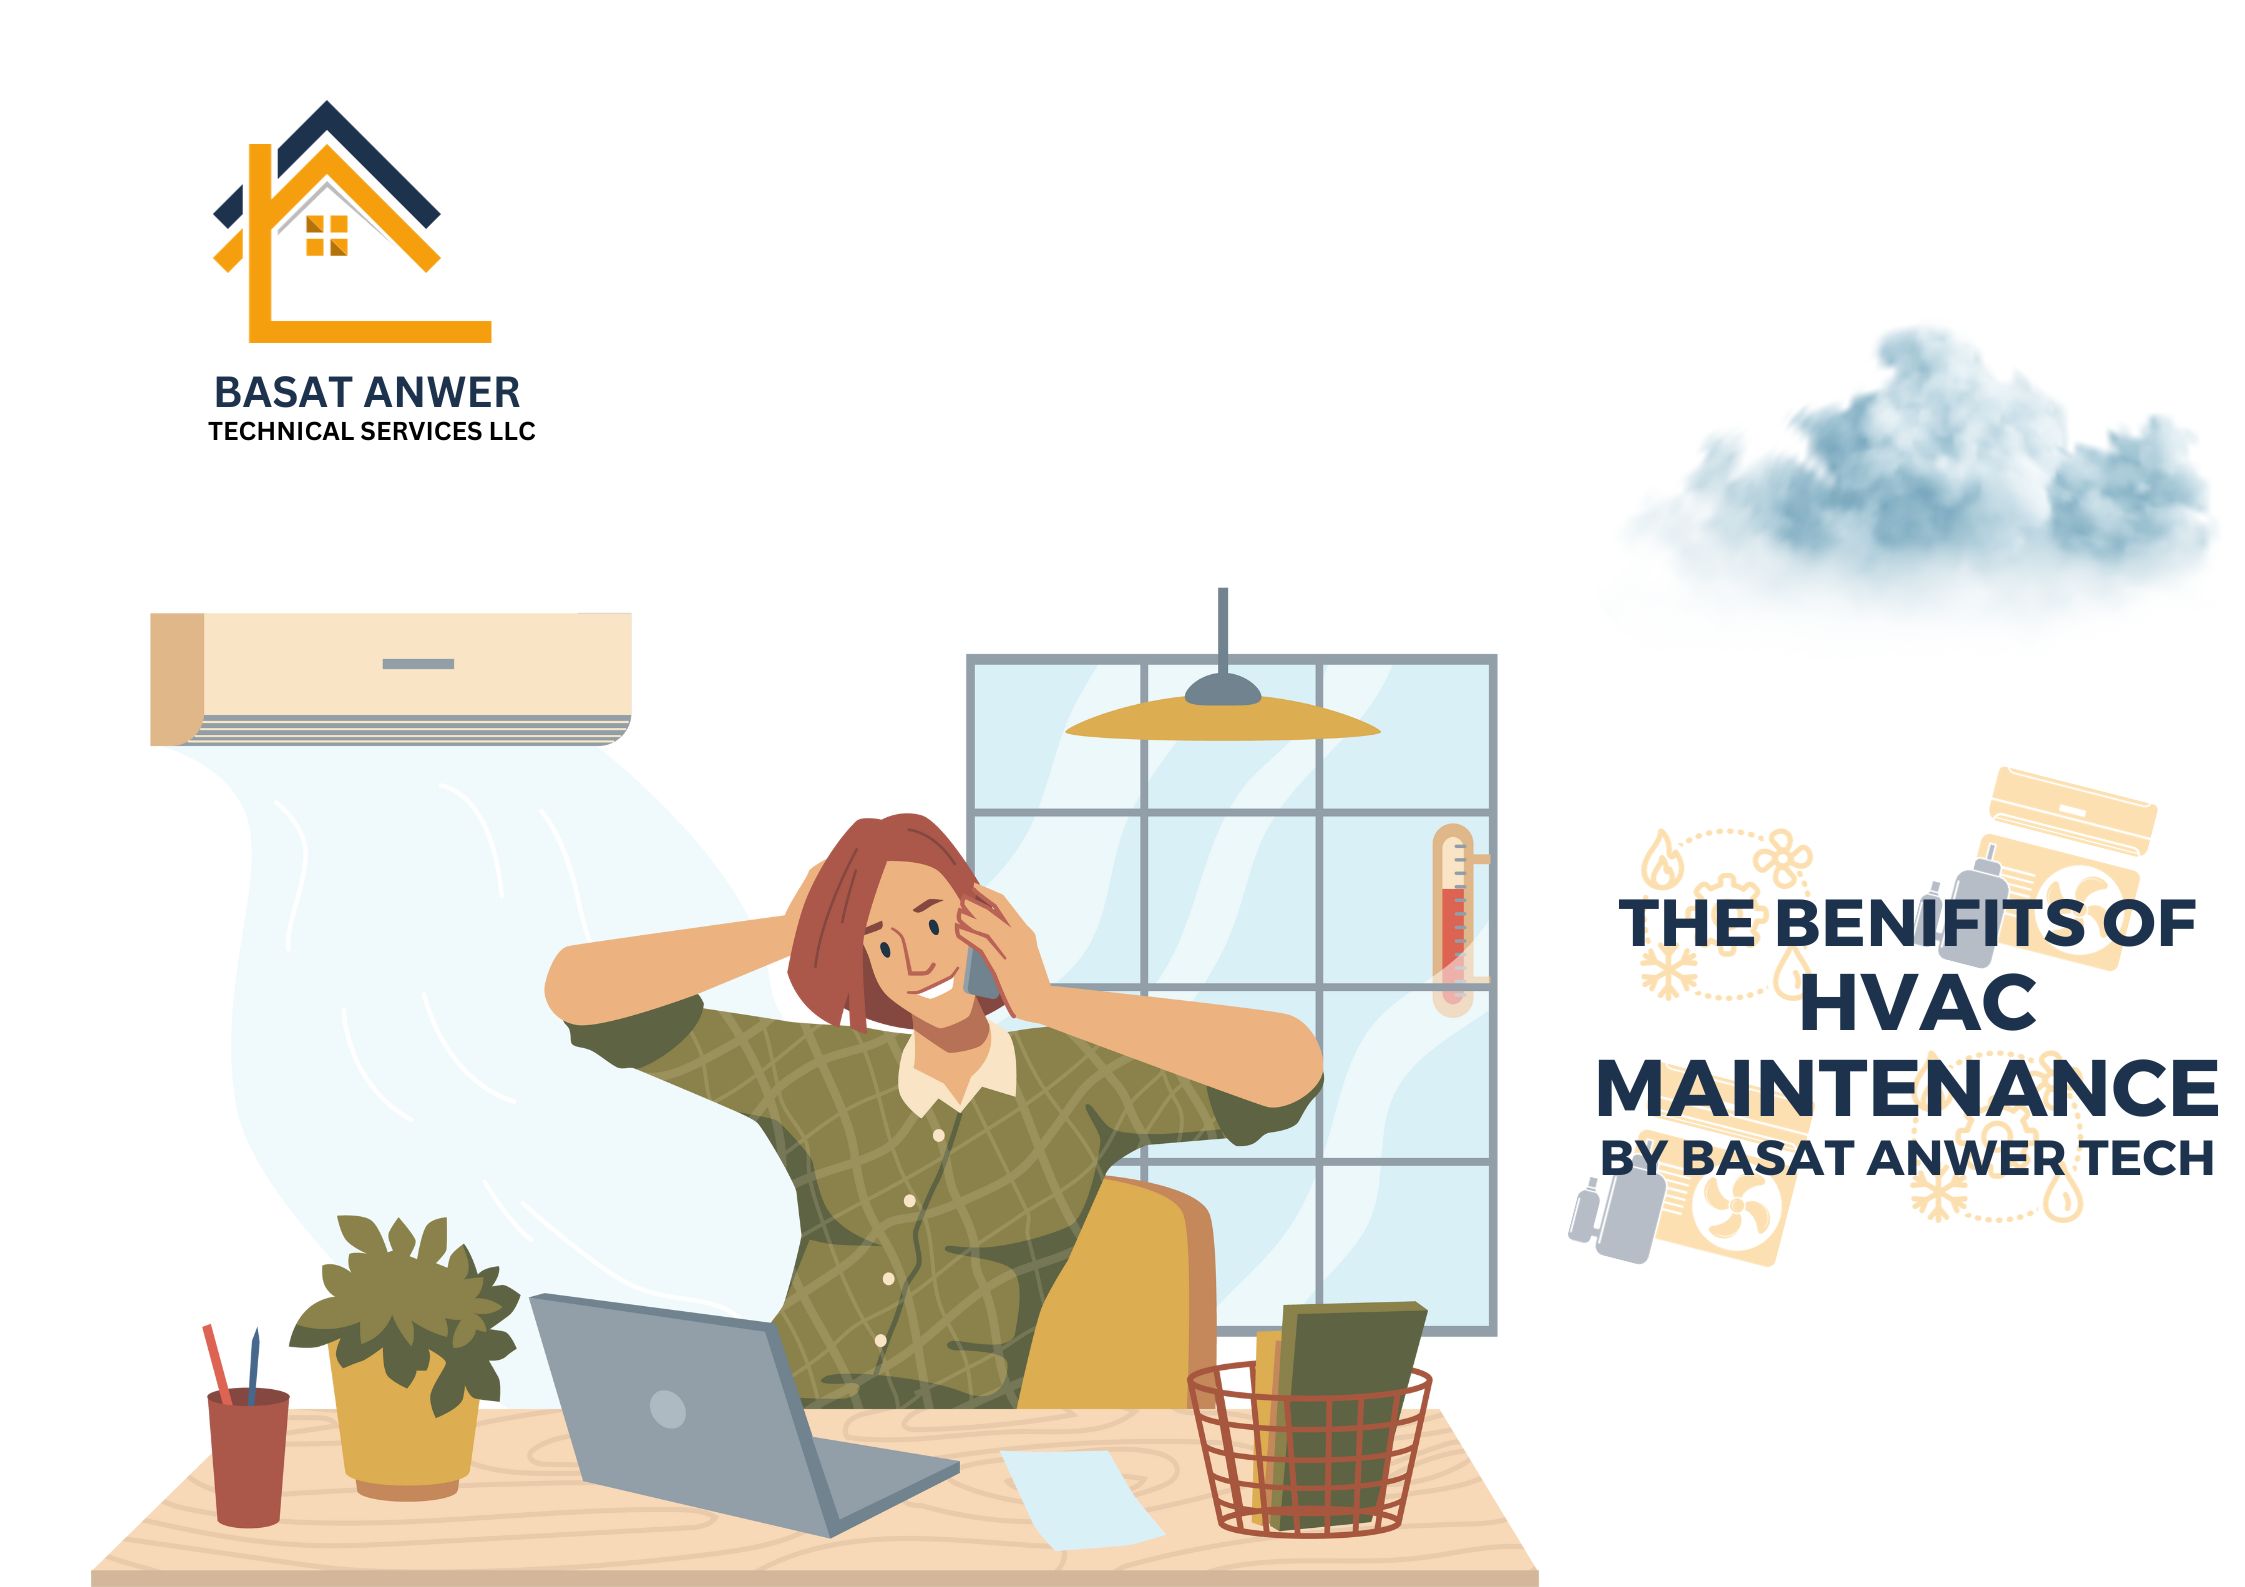 BASAT ANWER
TECHNICAL SERVICES LLC
THE BENIFITS OF
HVAC
MAINTENANCE
BY BASAT ANWER TECH